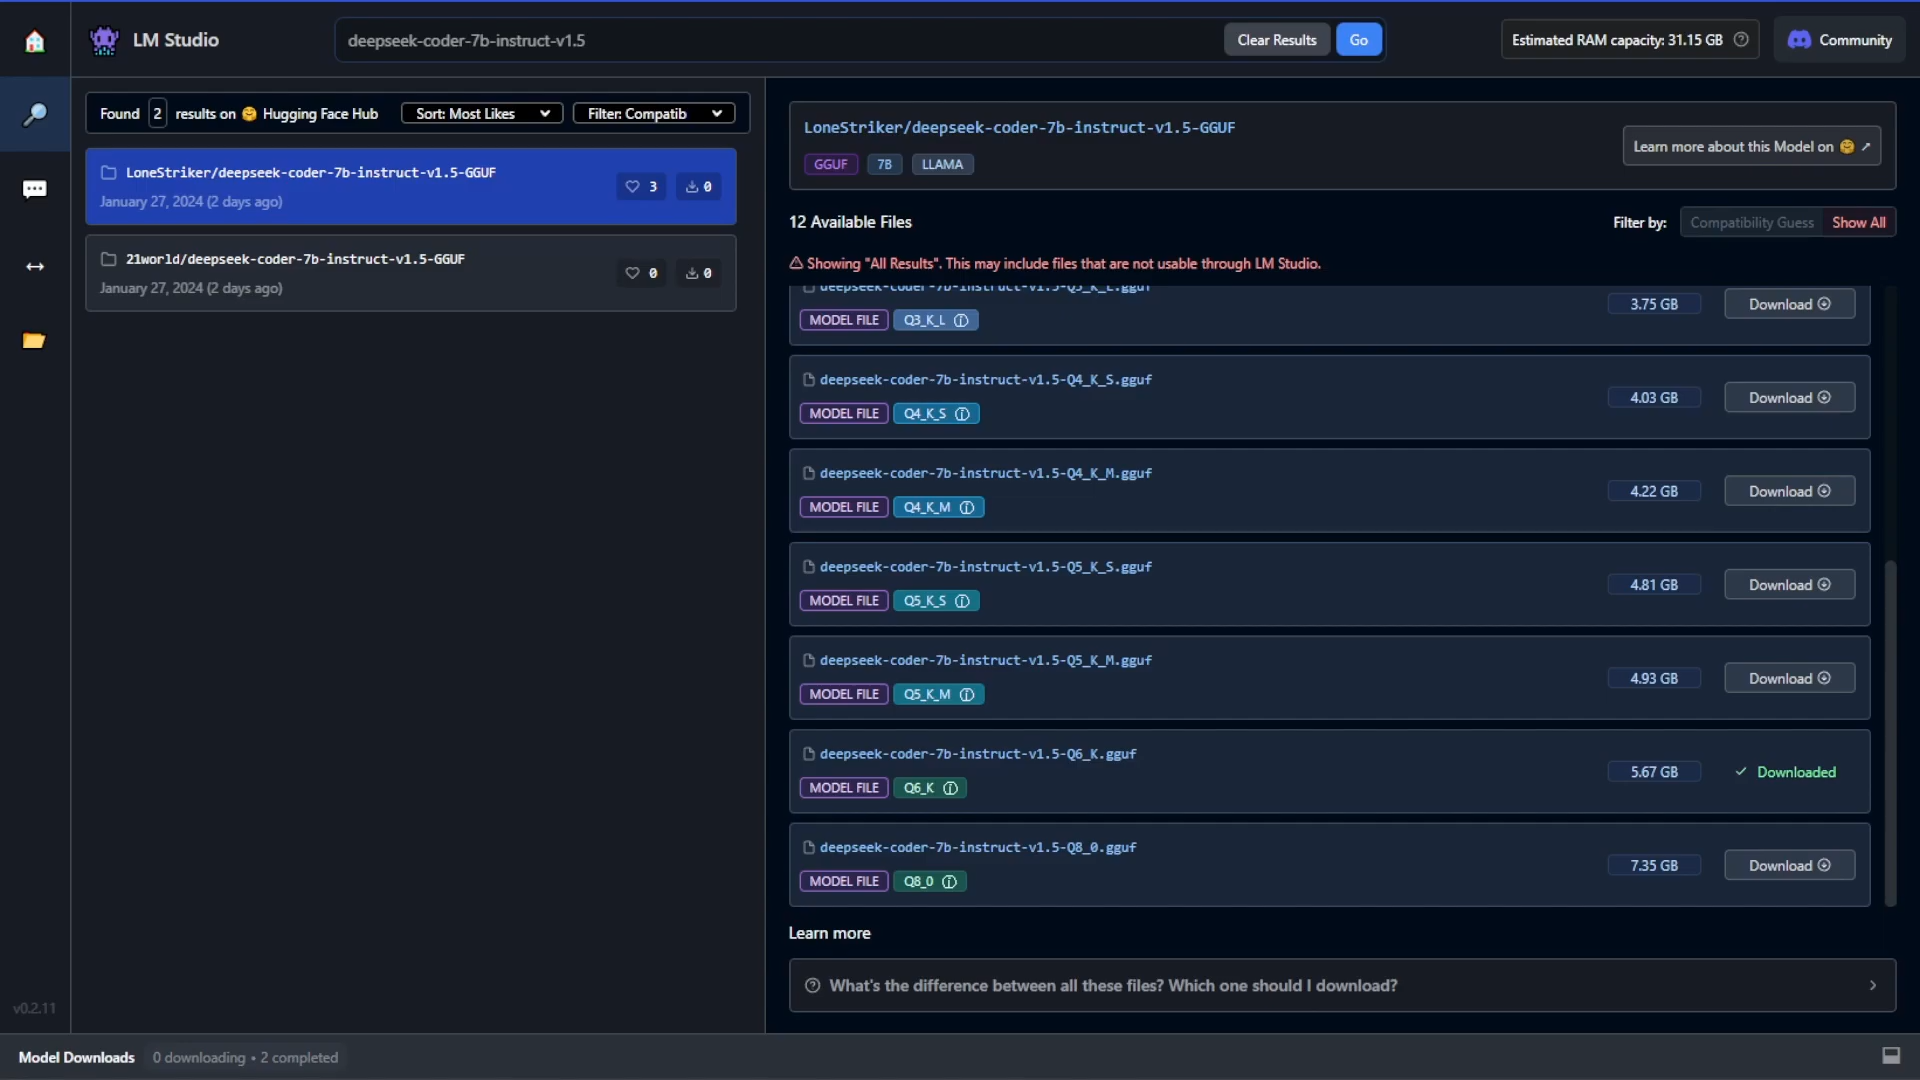 LM Studio
deepseek-coder-7b-instruct-v1.5
Clear Results
Go
Estimated RAM capacity: 31.15 GB
Community
Found 2 results on 🤗 Hugging Face Hub
Sort: Most Likes
Filter: Compatib
LoneStriker/deepseek-coder-7b-instruct-v1.5-GGUF
January 27, 2024 (2 days ago)
3
0
21world/deepseek-coder-7b-instruct-v1.5-GGUF
January 27, 2024 (2 days ago)
0
0
v0.2.11
LoneStriker/deepseek-coder-7b-instruct-v1.5-GGUF
GGUF
7B
LLAMA
Learn more about this Model on 🤗 ↗
12 Available Files
Filter by:
Compatibility Guess
Show All
⚠ Showing "All Results". This may include files that are not usable through LM Studio.
deepseek-coder-7b-instruct-v1.5-Q3_K_L.gguf
MODEL FILE
Q3_K_L
3.75 GB
Download
deepseek-coder-7b-instruct-v1.5-Q4_K_S.gguf
MODEL FILE
Q4_K_S
4.03 GB
Download
deepseek-coder-7b-instruct-v1.5-Q4_K_M.gguf
MODEL FILE
Q4_K_M
4.22 GB
Download
deepseek-coder-7b-instruct-v1.5-Q5_K_S.gguf
MODEL FILE
Q5_K_S
4.81 GB
Download
deepseek-coder-7b-instruct-v1.5-Q5_K_M.gguf
MODEL FILE
Q5_K_M
4.93 GB
Download
deepseek-coder-7b-instruct-v1.5-Q6_K.gguf
MODEL FILE
Q6_K
5.67 GB
✓ Downloaded
deepseek-coder-7b-instruct-v1.5-Q8_0.gguf
MODEL FILE
Q8_0
7.35 GB
Download
Learn more
What's the difference between all these files? Which one should I download?
Model Downloads
0 downloading • 2 completed